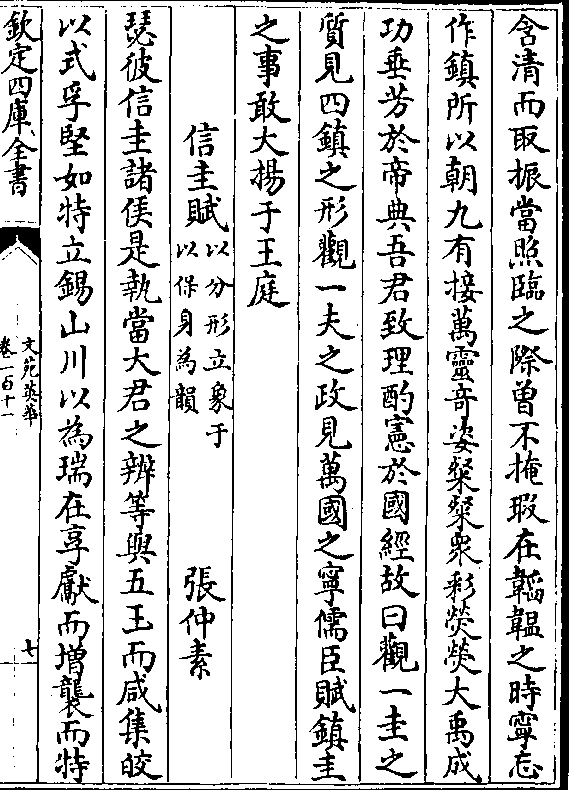 含清而取振當照臨之際曾不掩瑕在韜韞之時寧忘
作鎮所以朝九有接萬靈奇姿粲粲衆彩熒熒大禹成
功垂芳於帝典吾君致理酌憲於國經故曰觀一圭之
質見四鎮之形觀一夫之政見萬國之寧儒臣賦鎮圭
之事敢大揚于王庭
信圭賦以分形立象于以保身為韻 張仲素
瑟彼信圭諸侯是執當大君之辨等與五玉而咸集皎
以式孚堅如特立錫山川以為瑞在享獻而增襲而特
欽定四庫全書
文苑英華
卷一百十一
七